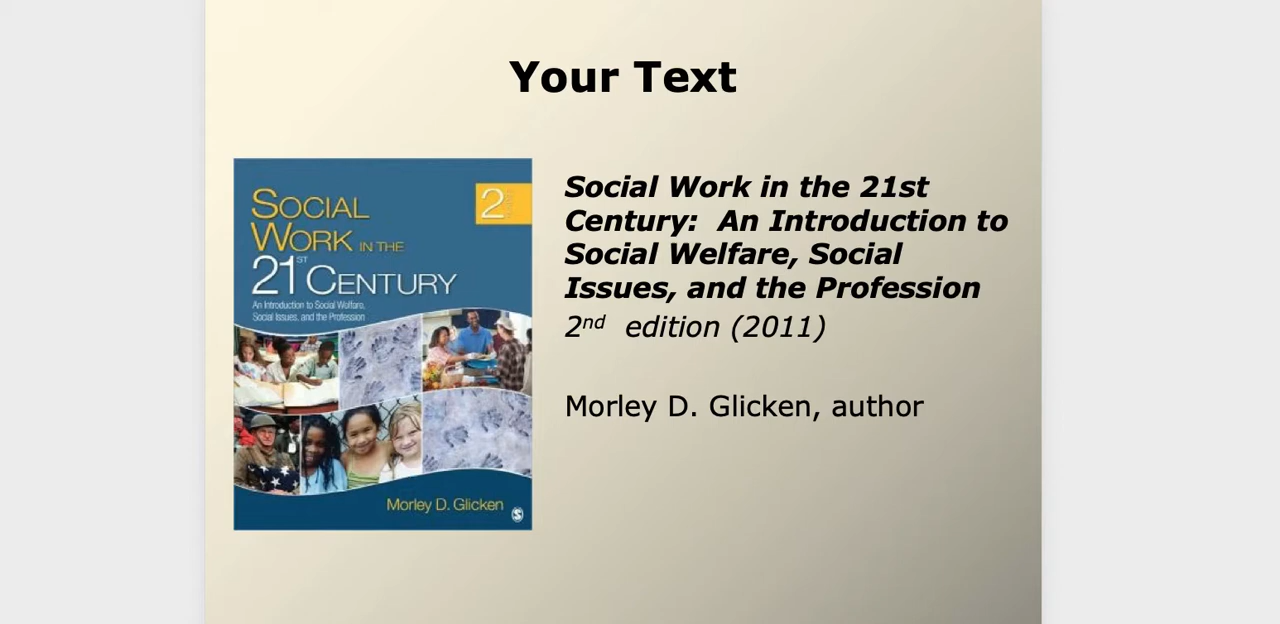 Your Text
SOCIAL
WORK IN THE
21ST CENTURY
2
An Introduction to Social Welfare,
Social Issues, and the Profession
Morley D. Glicken
Social Work in the 21st
Century:  An Introduction to
Social Welfare, Social
Issues, and the Profession
2nd  edition (2011)
Morley D. Glicken, author